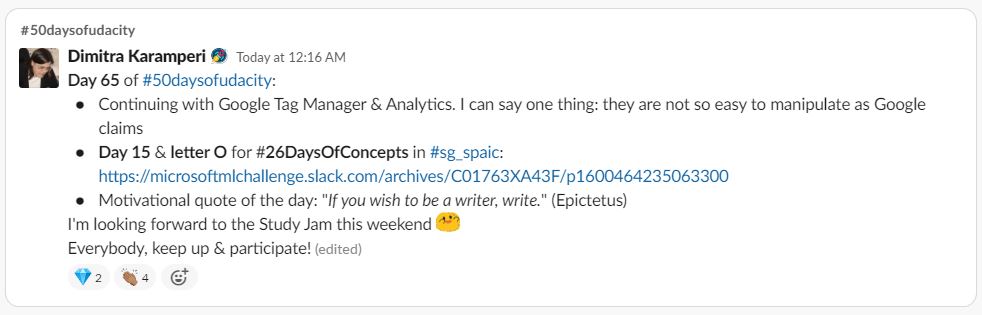 #50daysofudacity
Dimitra Karamperi Today at 12:16 AM
Day 65 of #50daysofudacity:
• Continuing with Google Tag Manager & Analytics. I can say one thing: they are not so easy to manipulate as Google
claims
• Day 15 & letter O for #26DaysOfConcepts in #sg_spaic:
https://microsoftmlchallenge.slack.com/archives/C01763XA43F/p1600464235063300
• Motivational quote of the day: "If you wish to be a writer, write." (Epictetus)
I'm looking forward to the Study Jam this weekend
Everybody, keep up & participate! (edited)
2 4